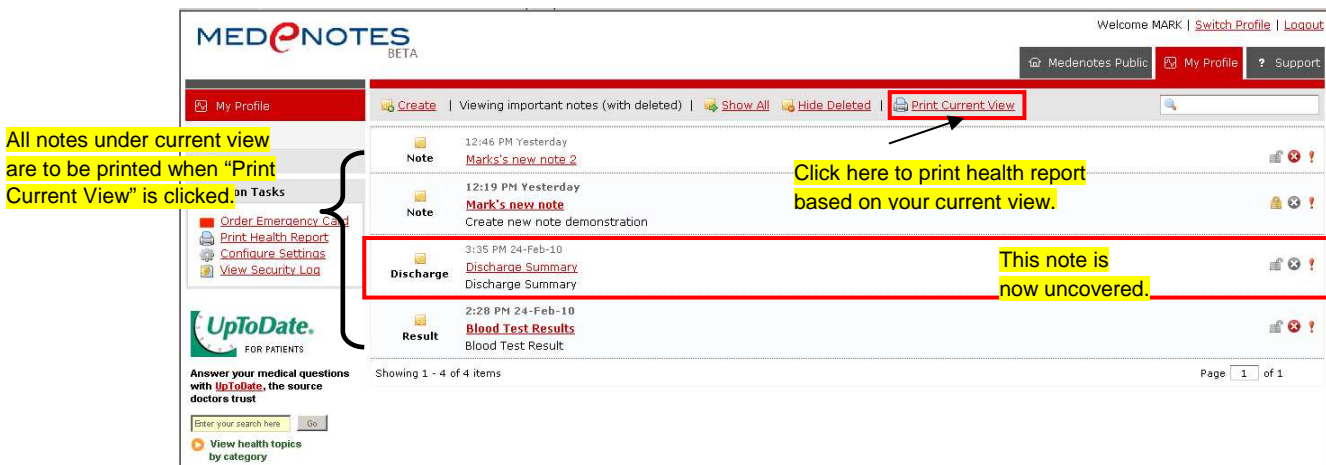 MEDeNOTES
BETA
Welcome MARK | Switch Profile | Logout
Medenotes Public
My Profile
? Support
My Profile
Create | Viewing important notes (with deleted) | Show All Hide Deleted | Print Current View
All notes under current view
are to be printed when “Print
Current View” is clicked.
on Tasks
Order Emergency Card
Print Health Report
Configure Settings
View Security Log
Note
12:46 PM Yesterday
Marks's new note 2
Click here to print health report
based on your current view.
Note
12:19 PM Yesterday
Mark's new note
Create new note demonstration
Discharge
3:35 PM 24-Feb-10
Discharge Summary
Discharge Summary
This note is
now uncovered.
Result
2:28 PM 24-Feb-10
Blood Test Results
Blood Test Result
Showing 1 - 4 of 4 items
Page 1 of 1
UpToDate®
FOR PATIENTS
Answer your medical questions
with UpToDate, the source
doctors trust
Enter your search here Go
View health topics
by category